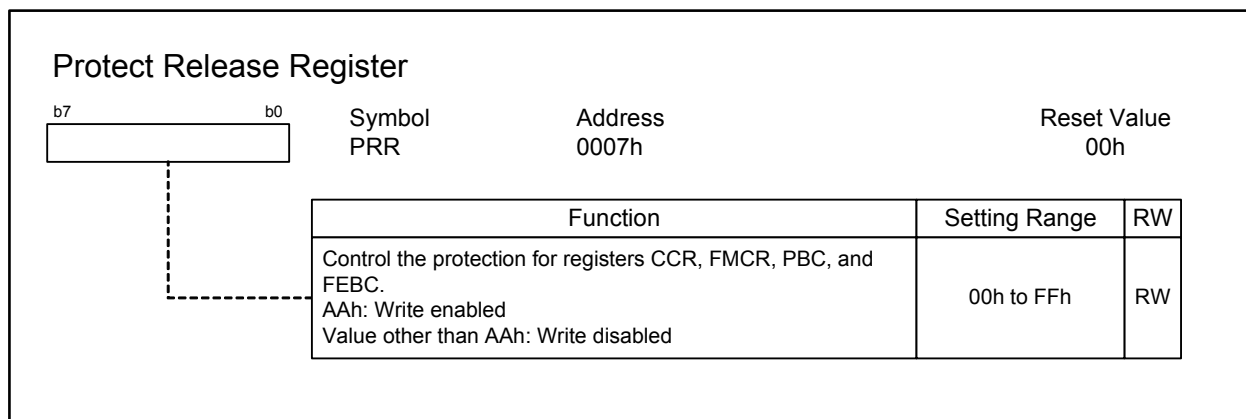 Protect Release Register
b7 b0 Symbol Address Reset Value
PRR 0007h 00h
Function Setting Range RW
Control the protection for registers CCR, FMCR, PBC, and
FEBC.
AAh: Write enabled
Value other than AAh: Write disabled
00h to FFh RW